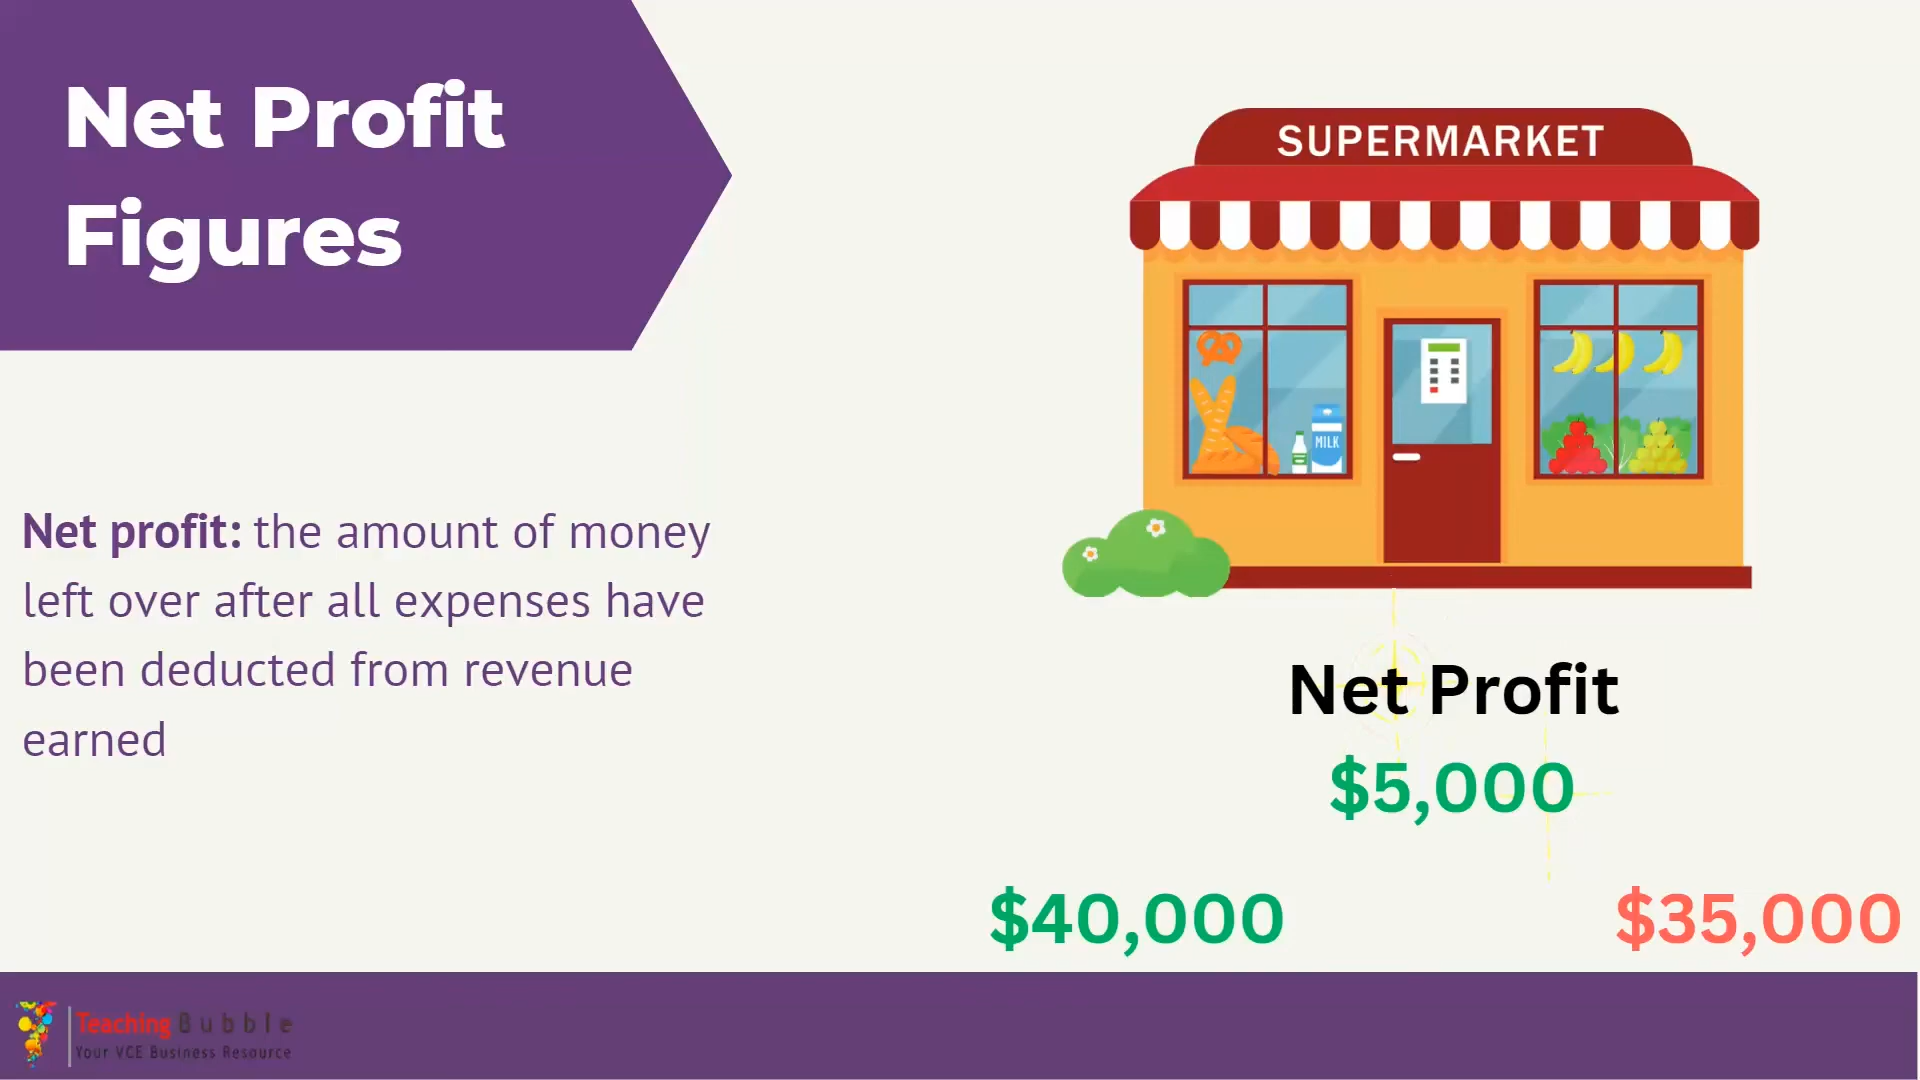 Net Profit
Figures
SUPERMARKET
MILK
Net profit: the amount of money
left over after all expenses have
been deducted from revenue
earned
Net Profit
$5,000
$40,000
$35,000
Teaching Bubble
Your VCE Business Resource